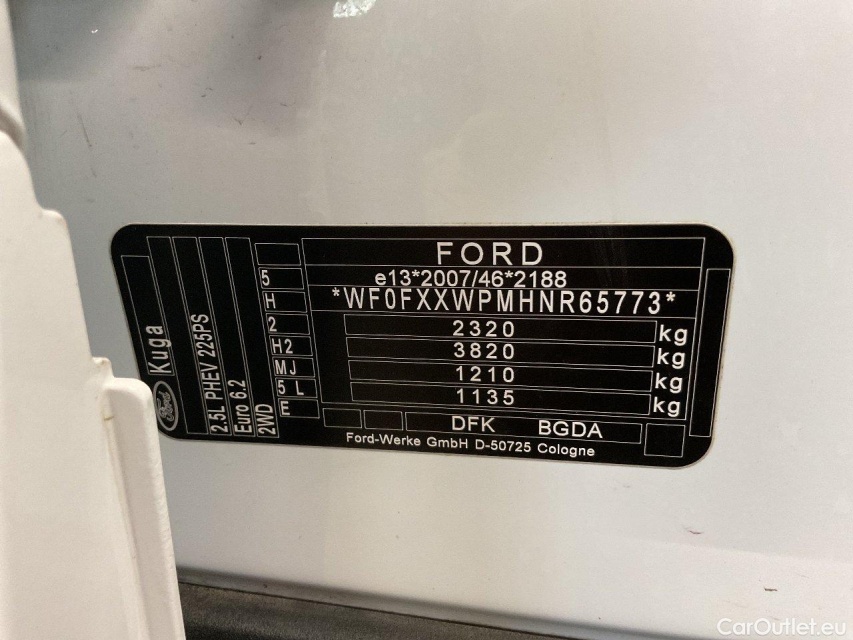 FORD
e13*2007/46*2188
*WF0FXXWPMHNR65773*
2320 kg
3820 kg
1210 kg
1135 kg
DFK BGDA
Ford-Werke GmbH D-50725 Cologne
5
H
2
H2
MJ
5 L
E
2WD
Euro 6.2
2.5L PHEV 225PS
Kuga
Ford
CarOutlet.eu